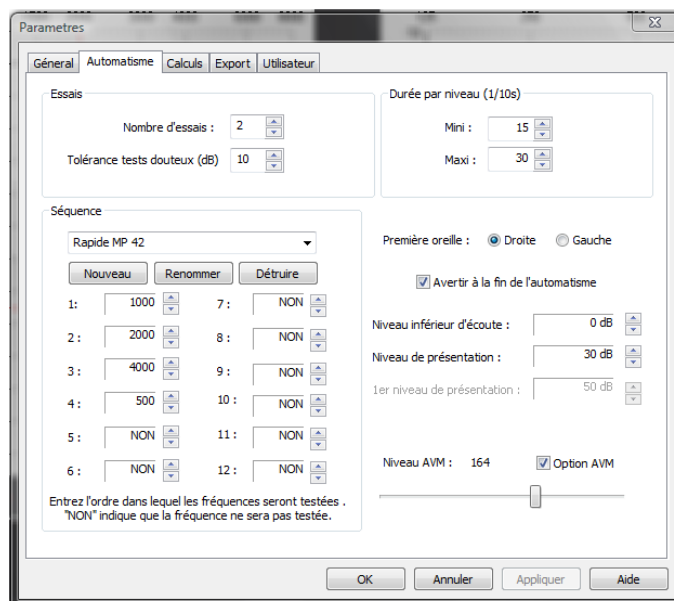 Parametres
Géneral Automatisme Calculs Export Utilisateur
Essais
Nombre d'essais : 2
Tolérance tests douteux (dB) 10
Durée par niveau (1/10s)
Mini : 15
Maxi : 30
Séquence
Rapide MP 42
Nouveau Renommer Détruire
1: 1000 7 : NON
2 : 2000 8 : NON
3 : 4000 9 : NON
4 : 500 10 : NON
5 : NON 11 : NON
6 : NON 12 : NON
Entrez l'ordre dans lequel les fréquences seront testées .
"NON" indique que la fréquence ne sera pas testée.
Première oreille : Droite Gauche
Avertir à la fin de l'automatisme
Niveau inférieur d'écoute : 0 dB
Niveau de présentation : 30 dB
1er niveau de présentation : 50 dB
Niveau AVM : 164 Option AVM
OK Annuler Appliquer Aide